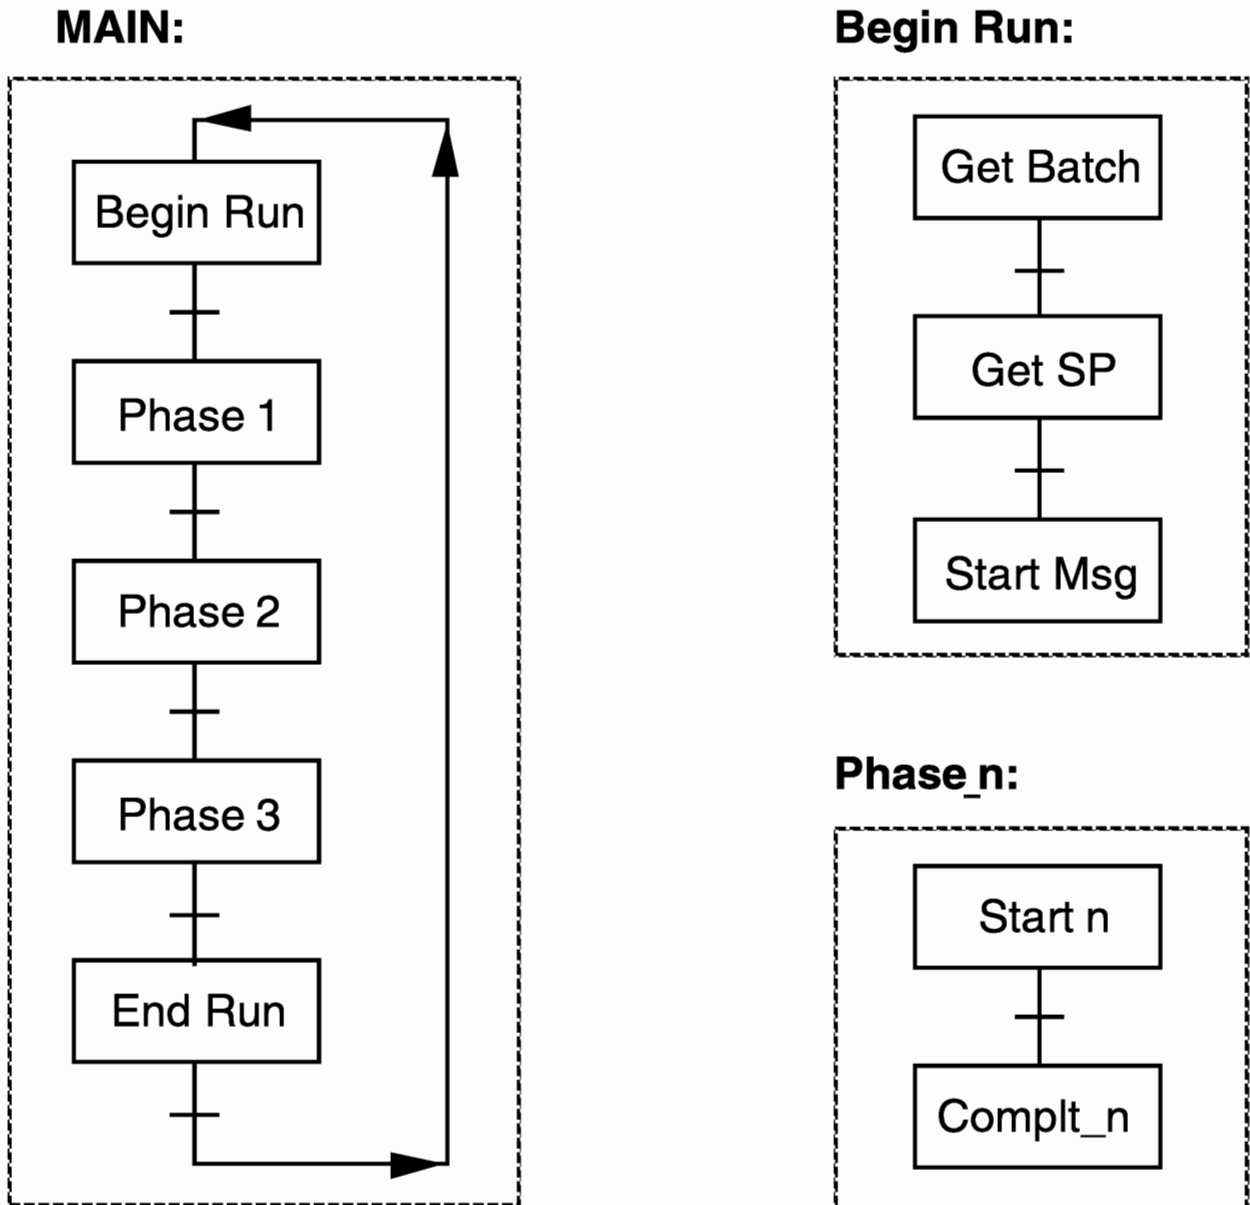 MAIN:
Begin Run
Phase 1
Phase 2
Phase 3
End Run
Begin Run:
Get Batch
Get SP
Start Msg
Phase_n:
Start n
Complt_n